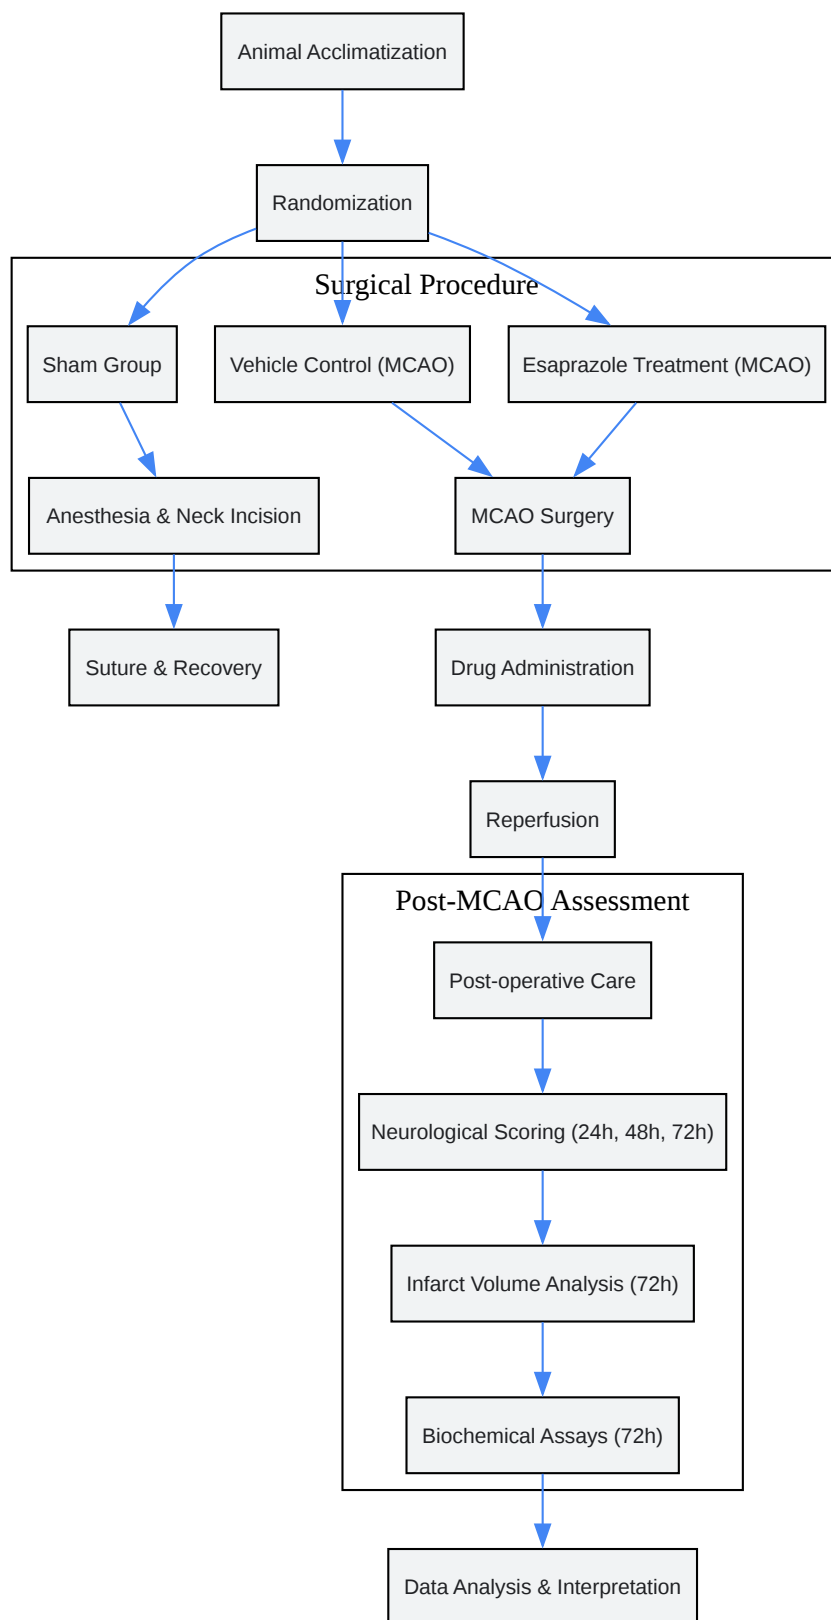 Animal Acclimatization
Randomization
Surgical Procedure
Sham Group
Vehicle Control (MCAO)
Esaprazole Treatment (MCAO)
Anesthesia & Neck Incision
MCAO Surgery
Suture & Recovery
Drug Administration
Reperfusion
Post-MCAO Assessment
Post-operative Care
Neurological Scoring (24h, 48h, 72h)
Infarct Volume Analysis (72h)
Biochemical Assays (72h)
Data Analysis & Interpretation